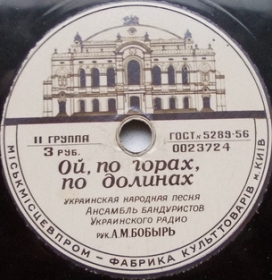 II ГРУППА
3 РУБ.
ГОСТ к 5289-56
0023724
Ой, по горах,
по долинах
УКРАИНСКАЯ НАРОДНАЯ ПЕСНЯ
АНСАМБЛЬ БАНДУРИСТОВ
УКРАИНСКОГО РАДИО
РУК. А.М.БОБЫРЬ
МІСЬКМІСЦЕВПРОМ - ФАБРИКА КУЛЬТТОВАРІВ м. КИЇВ